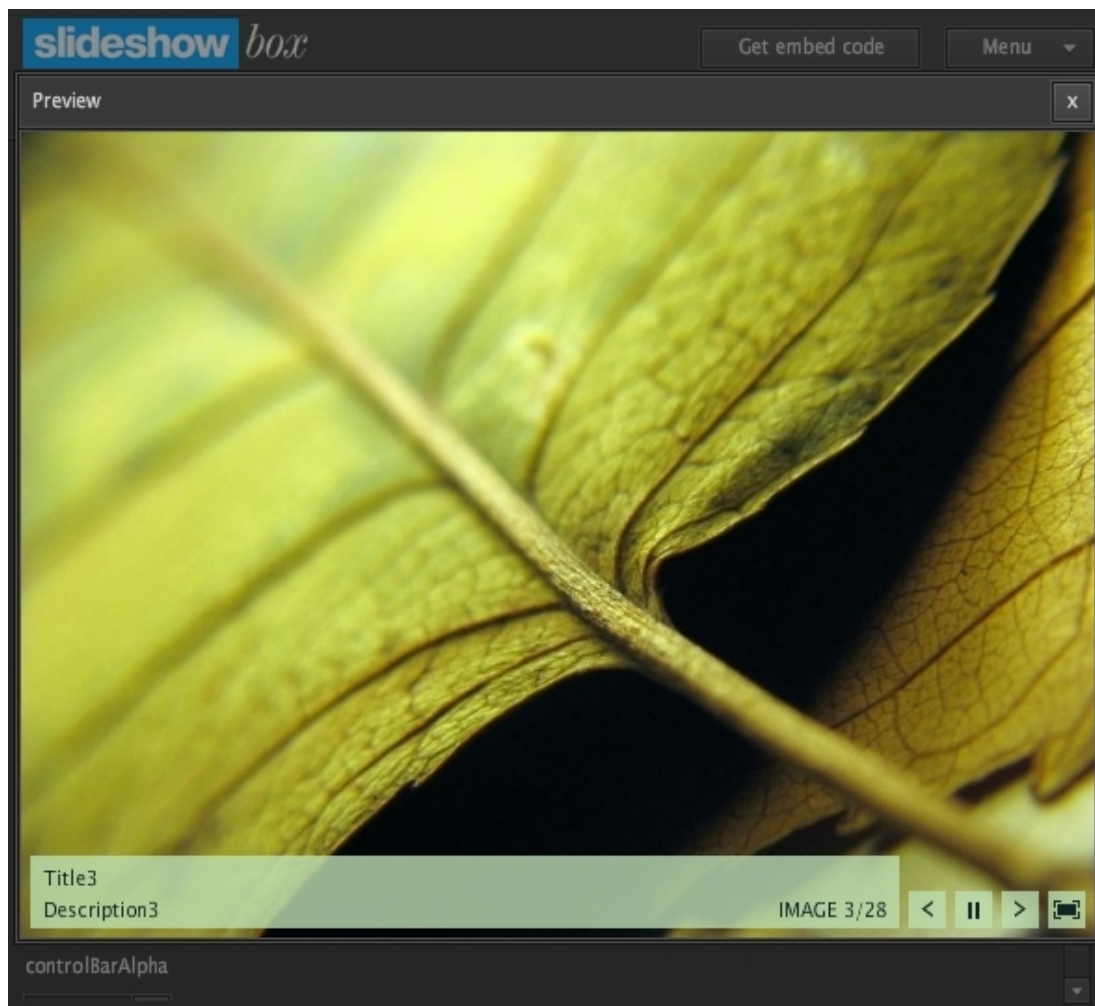 slideshow box
Get embed code
Menu
Preview
x
Title3
Description3
IMAGE 3/28
<
>
controlBarAlpha